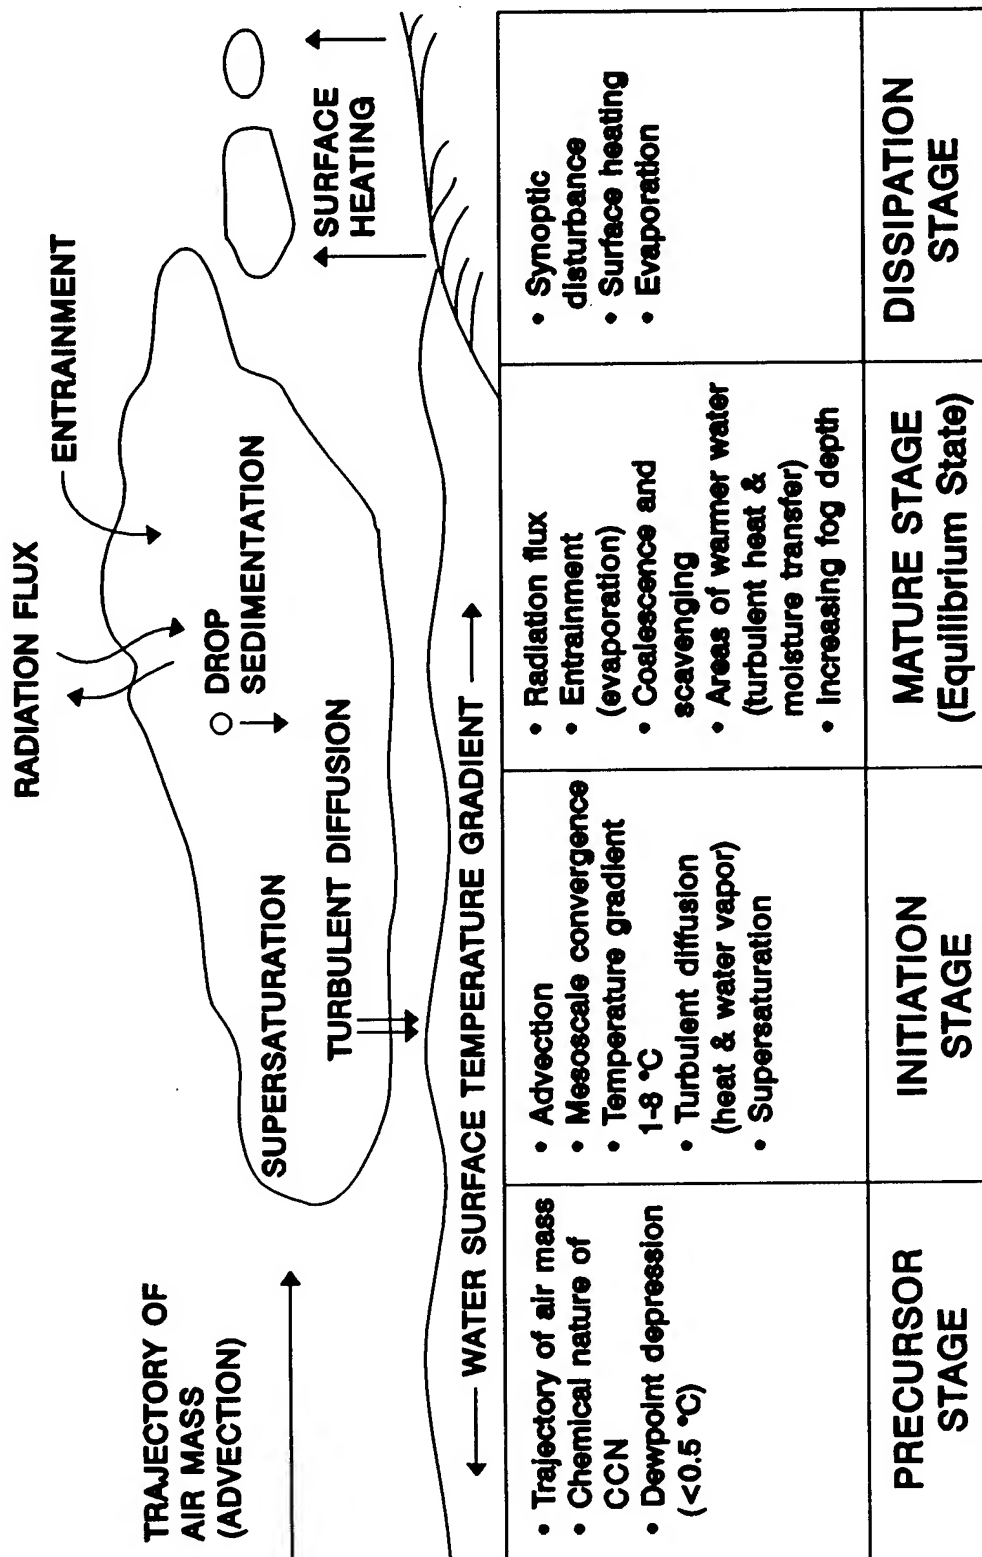 RADIATION FLUX
ENTRAINMENT
TRAJECTORY OF
AIR MASS
(ADVECTION)
SUPERSATURATION
DROP
SEDIMENTATION
TURBULENT DIFFUSION
SURFACE
HEATING
WATER SURFACE TEMPERATURE GRADIENT
• Trajectory of air mass
• Chemical nature of
CCN
• Dewpoint depression
(<0.5 °C)
PRECURSOR
STAGE
• Advection
• Mesoscale convergence
• Temperature gradient
1-8 °C
• Turbulent diffusion
(heat & water vapor)
• Supersaturation
INITIATION
STAGE
• Radiation flux
• Entrainment
(evaporation)
• Coalescence and
scavenging
• Areas of warmer water
(turbulent heat &
moisture transfer)
• Increasing fog depth
MATURE STAGE
(Equilibrium State)
• Synoptic
disturbance
• Surface heating
• Evaporation
DISSIPATION
STAGE